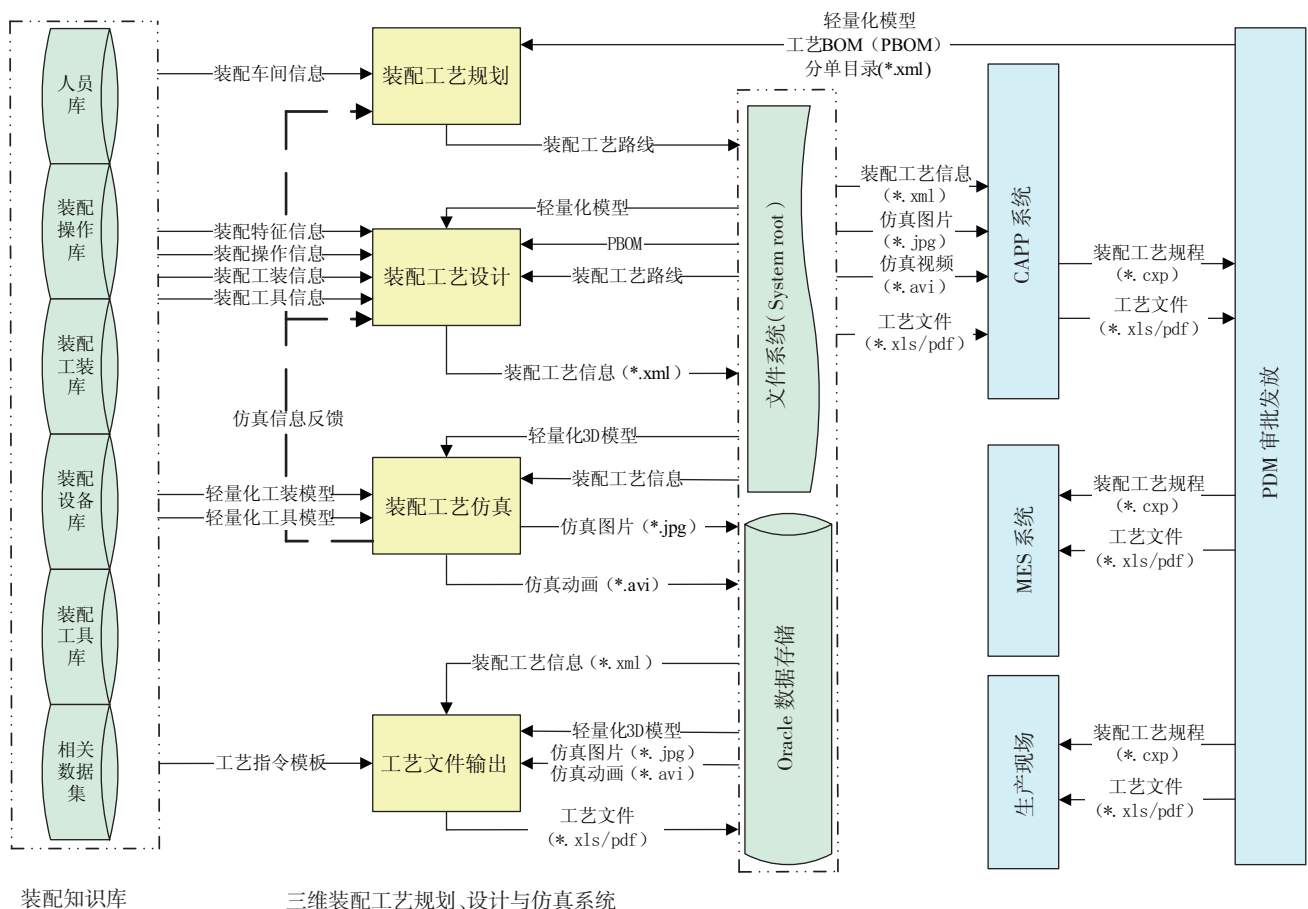 轻量化模型
工艺BOM（PBOM）
分单目录(*.xml)
人员
库
装配
操作
库
装配
工装
库
装配
设备
库
装配
工具
库
相关
数据
集
装配车间信息
装配特征信息
装配操作信息
装配工装信息
装配工具信息
仿真信息反馈
轻量化工装模型
轻量化工具模型
工艺指令模板
装配工艺规划
装配工艺路线
轻量化模型
PBOM
装配工艺路线
装配工艺设计
装配工艺信息（*.xml）
轻量化3D模型
装配工艺信息
装配工艺仿真
仿真图片（*.jpg）
仿真动画（*.avi）
装配工艺信息（*.xml）
轻量化3D模型
仿真图片（*.jpg）
仿真动画（*.avi）
工艺文件输出
工艺文件
（*.xls/pdf）
文件系统（System root）
Oracle 数据存储
装配工艺信息
（*.xml）
仿真图片
（*.jpg）
仿真视频
（*.avi）
工艺文件
（*.xls/pdf）
CAPP 系统
装配工艺规程
（*.cxp）
工艺文件
（*.xls/pdf）
MES 系统
装配工艺规程
（*.cxp）
工艺文件
（*.xls/pdf）
生产现场
装配工艺规程
（*.cxp）
工艺文件
（*.xls/pdf）
PDM 审批发放
装配知识库
三维装配工艺规划、设计与仿真系统